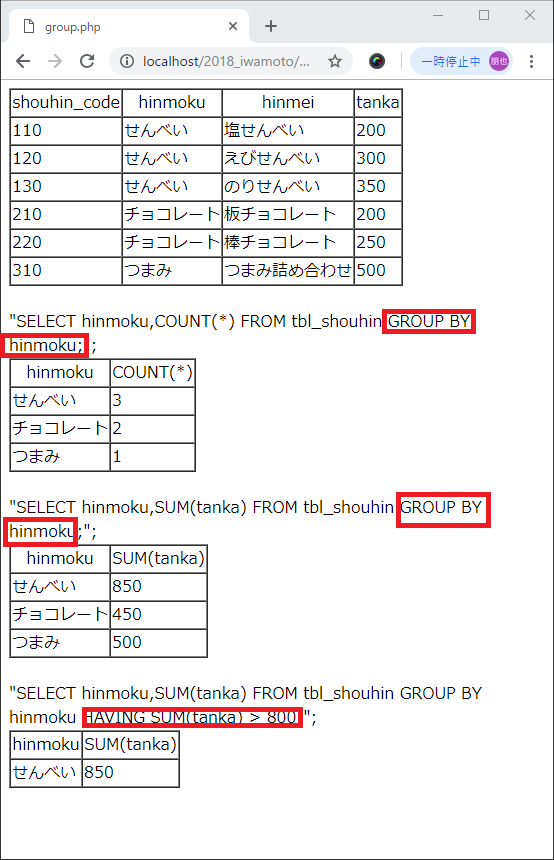 group.php
localhost/2018_iwamoto/...
一時停止中 朋也
shouhin_code hinmoku hinmei tanka
110 せんべい 塩せんべい 200
120 せんべい えびせんべい 300
130 せんべい のりせんべい 350
210 チョコレート 板チョコレート 200
220 チョコレート 棒チョコレート 250
310 つまみ つまみ詰め合わせ 500
"SELECT hinmoku,COUNT(*) FROM tbl_shouhin GROUP BY
hinmoku;";
hinmoku COUNT(*)
せんべい 3
チョコレート 2
つまみ 1
"SELECT hinmoku,SUM(tanka) FROM tbl_shouhin GROUP BY
hinmoku;";
hinmoku SUM(tanka)
せんべい 850
チョコレート 450
つまみ 500
"SELECT hinmoku,SUM(tanka) FROM tbl_shouhin GROUP BY
hinmoku HAVING SUM(tanka) > 800 ";
hinmoku SUM(tanka)
せんべい 850